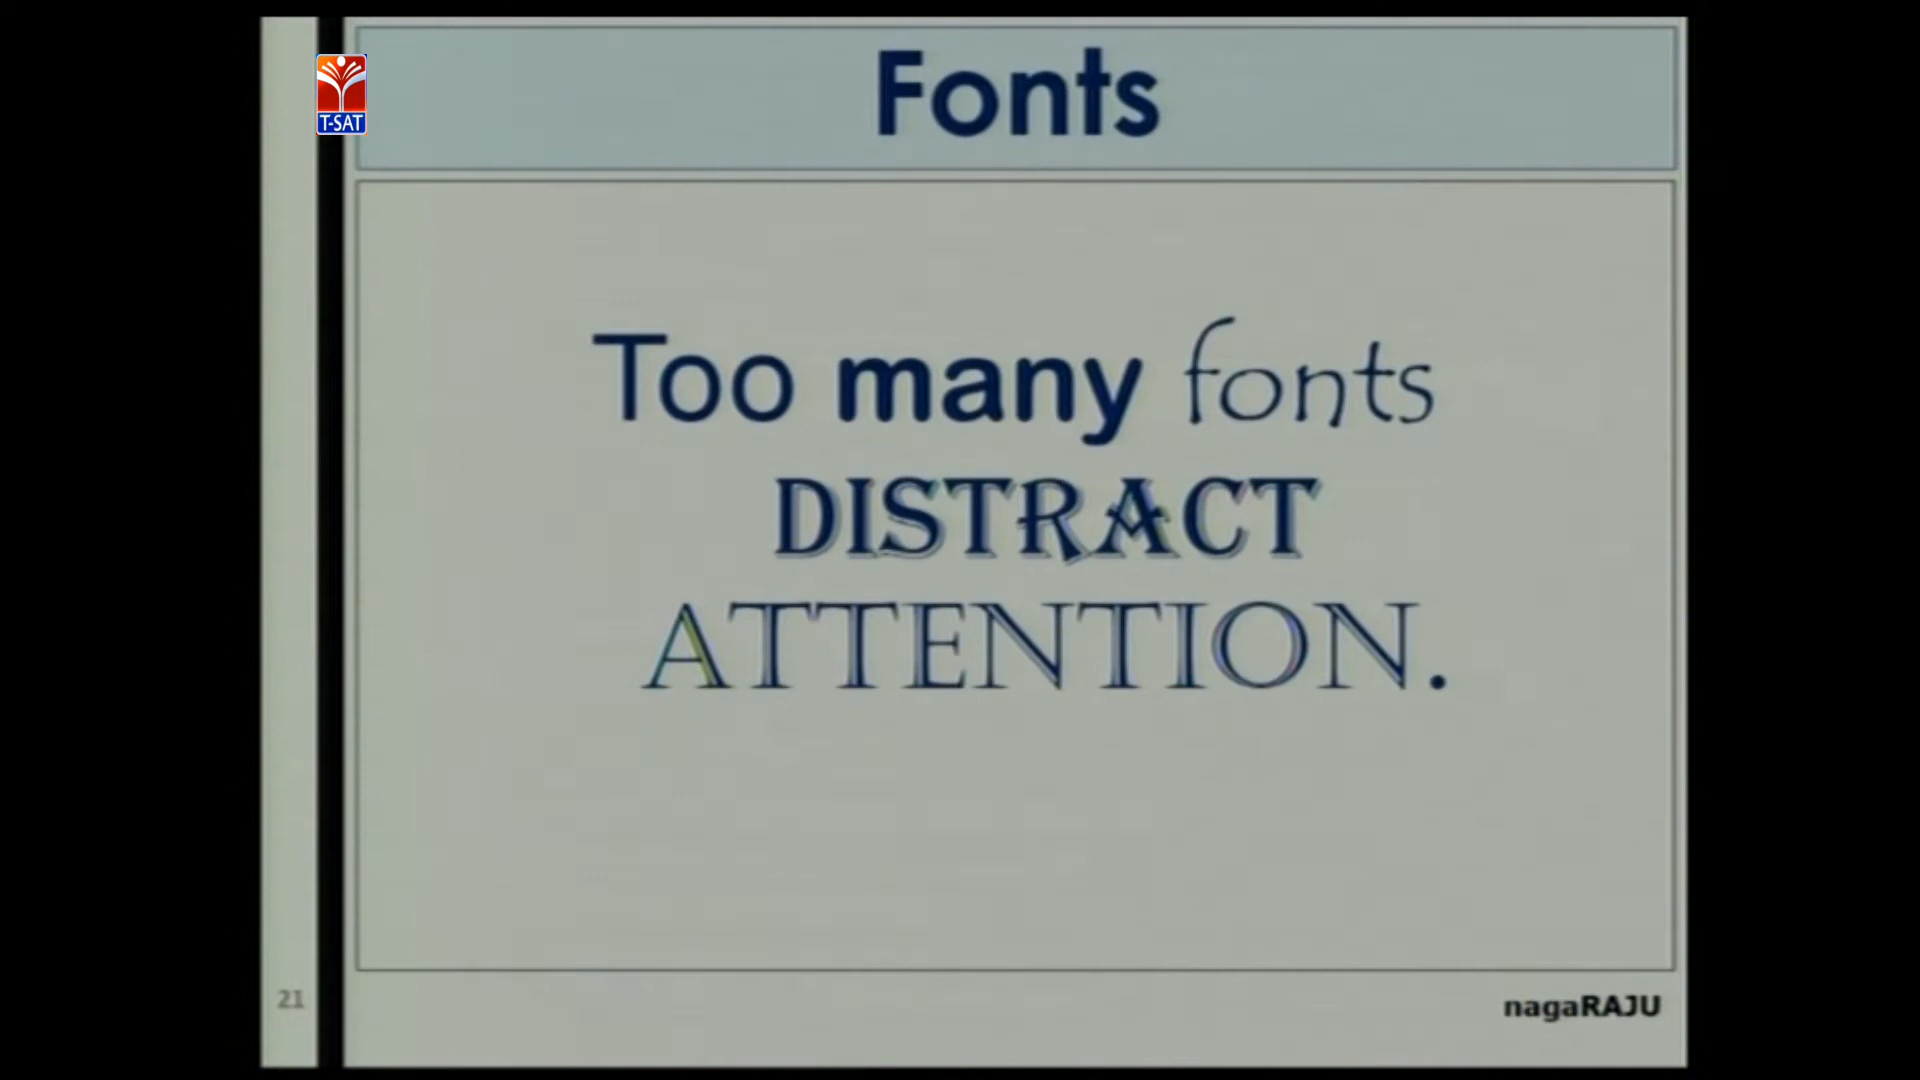 Fonts
T-SAT
Too many fonts
DISTRACT
ATTENTION.
21
nagaRAJU